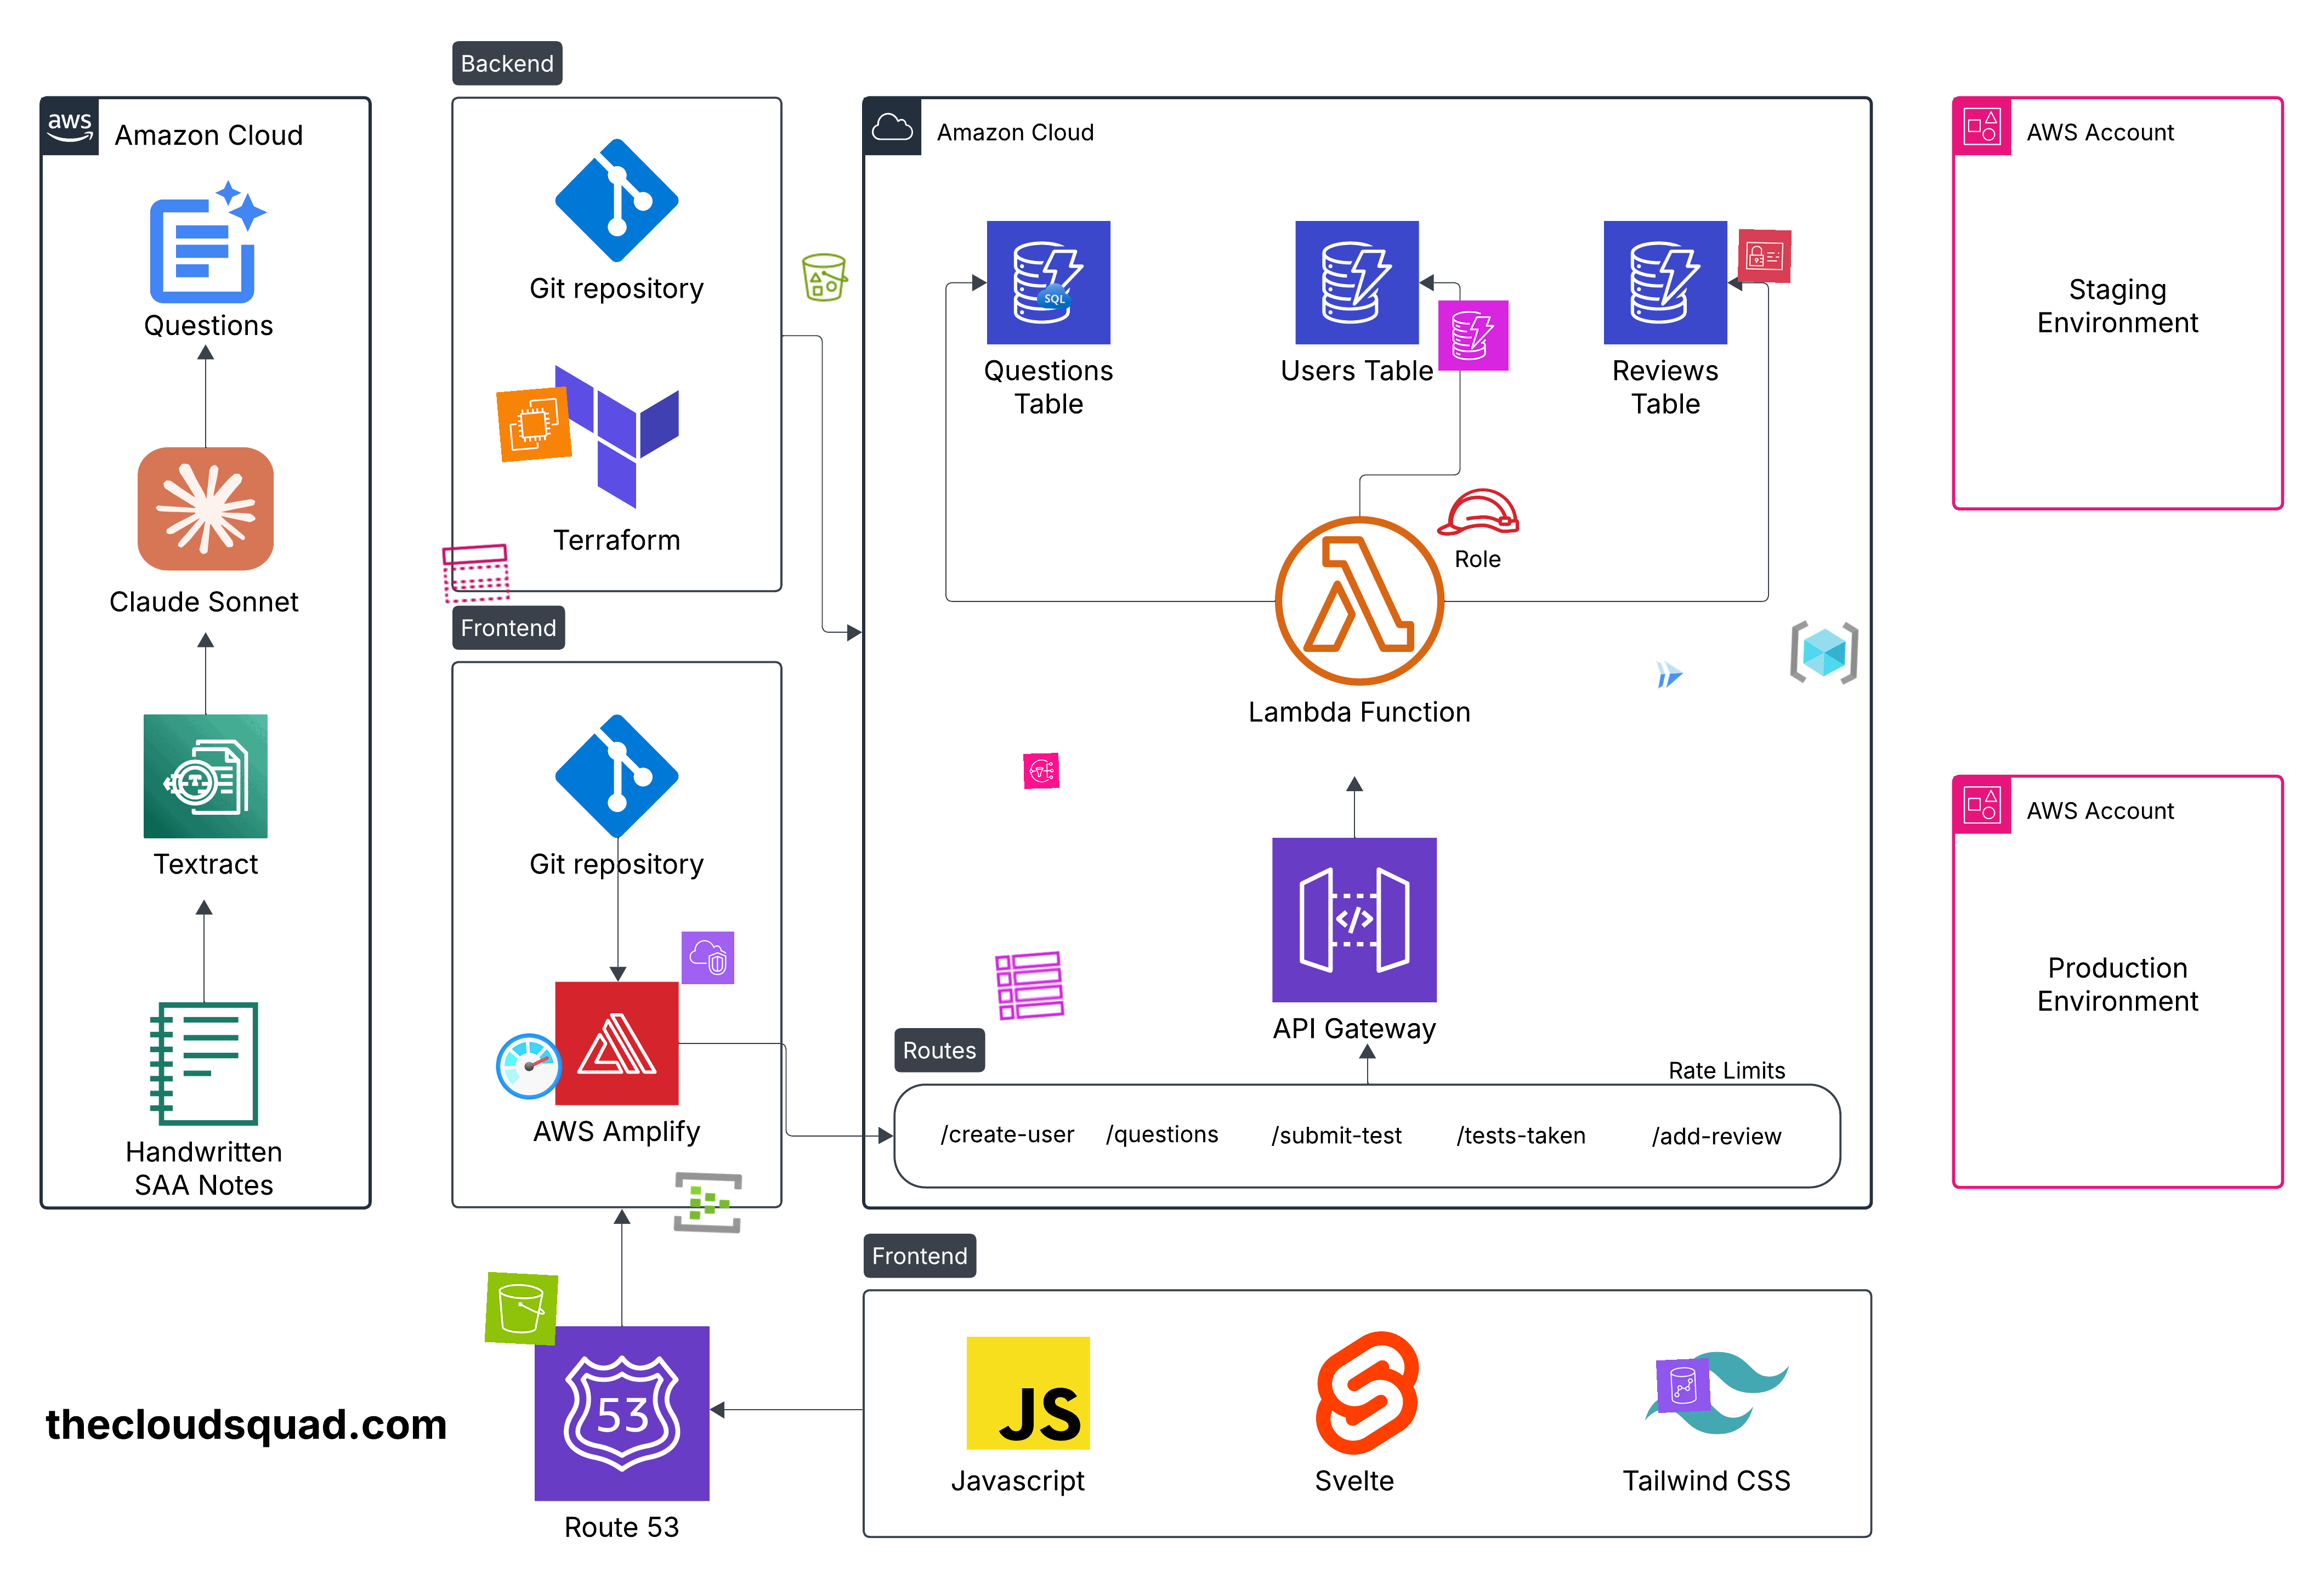 Backend
aws
Amazon Cloud
Questions
Claude Sonnet
Textract
Handwritten
SAA Notes
Git repository
Terraform
Frontend
Git repository
AWS Amplify
Amazon Cloud
SQL
Questions
Table
Users Table
Reviews
Table
Role
Lambda Function
API Gateway
Routes
Rate Limits
/create-user
/questions
/submit-test
/tests-taken
/add-review
AWS Account
Staging
Environment
AWS Account
Production
Environment
Frontend
JS
Javascript
Svelte
Tailwind CSS
53
Route 53
thecloudsquad.com